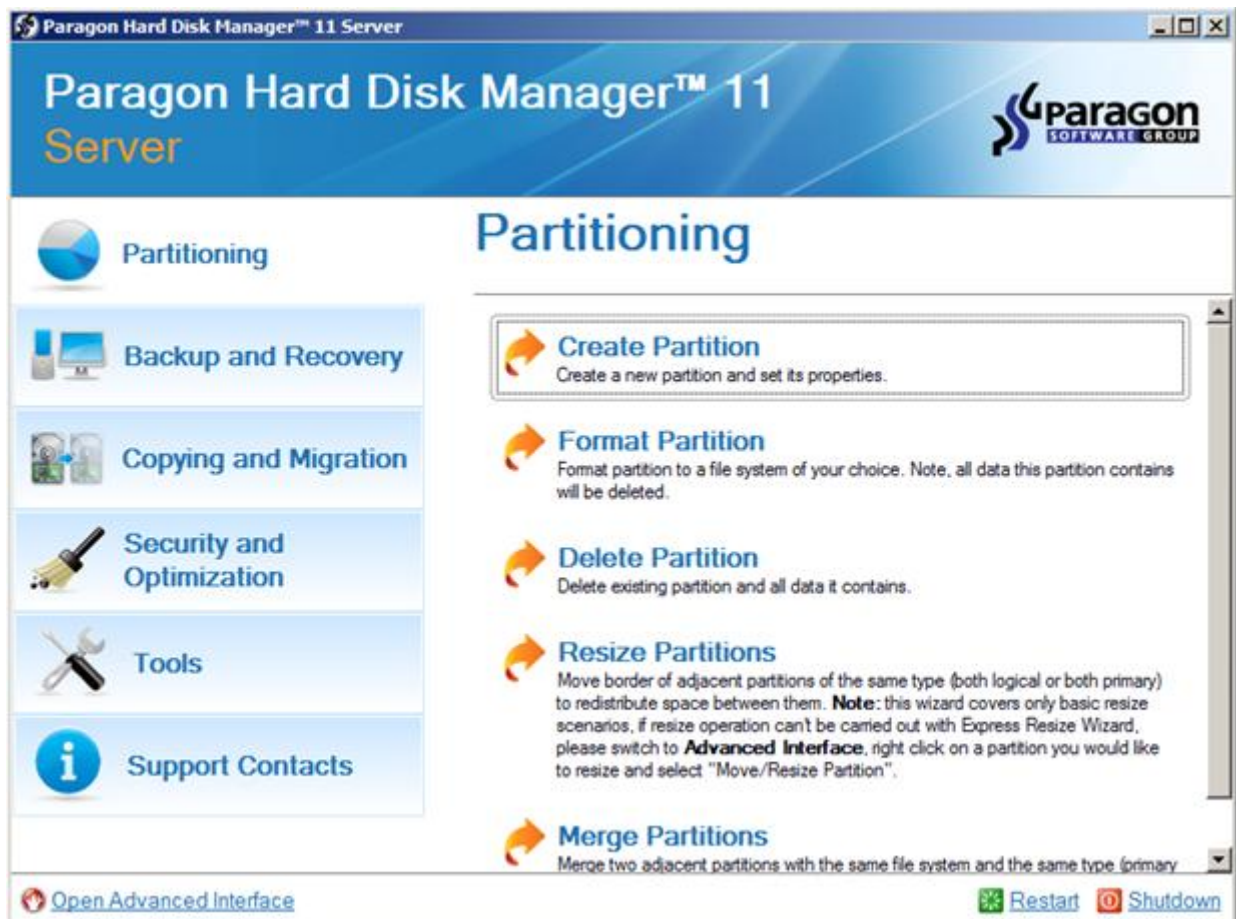 Paragon Hard Disk Manager™ 11 Server
Paragon Hard Disk Manager™ 11
Server
Paragon
SOFTWARE GROUP
Partitioning
Backup and Recovery
Copying and Migration
Security and
Optimization
Tools
Support Contacts
Partitioning
Create Partition
Create a new partition and set its properties.
Format Partition
Format partition to a file system of your choice. Note, all data this partition contains
will be deleted.
Delete Partition
Delete existing partition and all data it contains.
Resize Partitions
Move border of adjacent partitions of the same type (both logical or both primary)
to redistribute space between them. Note: this wizard covers only basic resize
scenarios, if resize operation can't be carried out with Express Resize Wizard,
please switch to Advanced Interface, right click on a partition you would like
to resize and select "Move/Resize Partition".
Merge Partitions
Merge two adjacent partitions with the same file system and the same type (primary
Open Advanced Interface
Restart
Shutdown